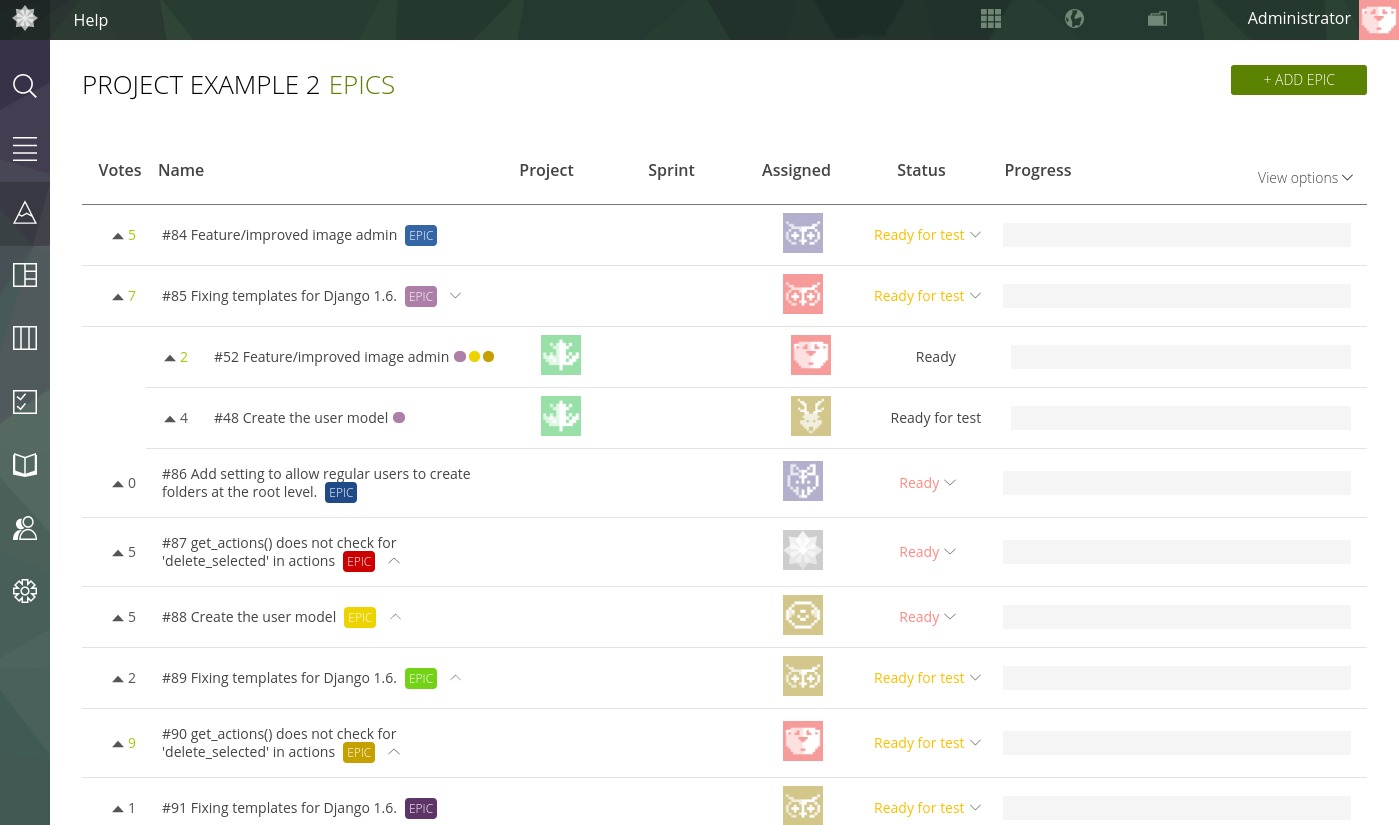 Help
Administrator
PROJECT EXAMPLE 2 EPICS
+ ADD EPIC
Votes Name Project Sprint Assigned Status Progress View options
5 #84 Feature/improved image admin EPIC Ready for test
7 #85 Fixing templates for Django 1.6. EPIC Ready for test
2 #52 Feature/improved image admin Ready
4 #48 Create the user model Ready for test
#86 Add setting to allow regular users to create
0 folders at the root level. EPIC Ready
#87 get_actions() does not check for
5 'delete_selected' in actions EPIC Ready
5 #88 Create the user model EPIC Ready
2 #89 Fixing templates for Django 1.6. EPIC Ready for test
#90 get_actions() does not check for
9 'delete_selected' in actions EPIC Ready for test
1 #91 Fixing templates for Django 1.6. EPIC Ready for test